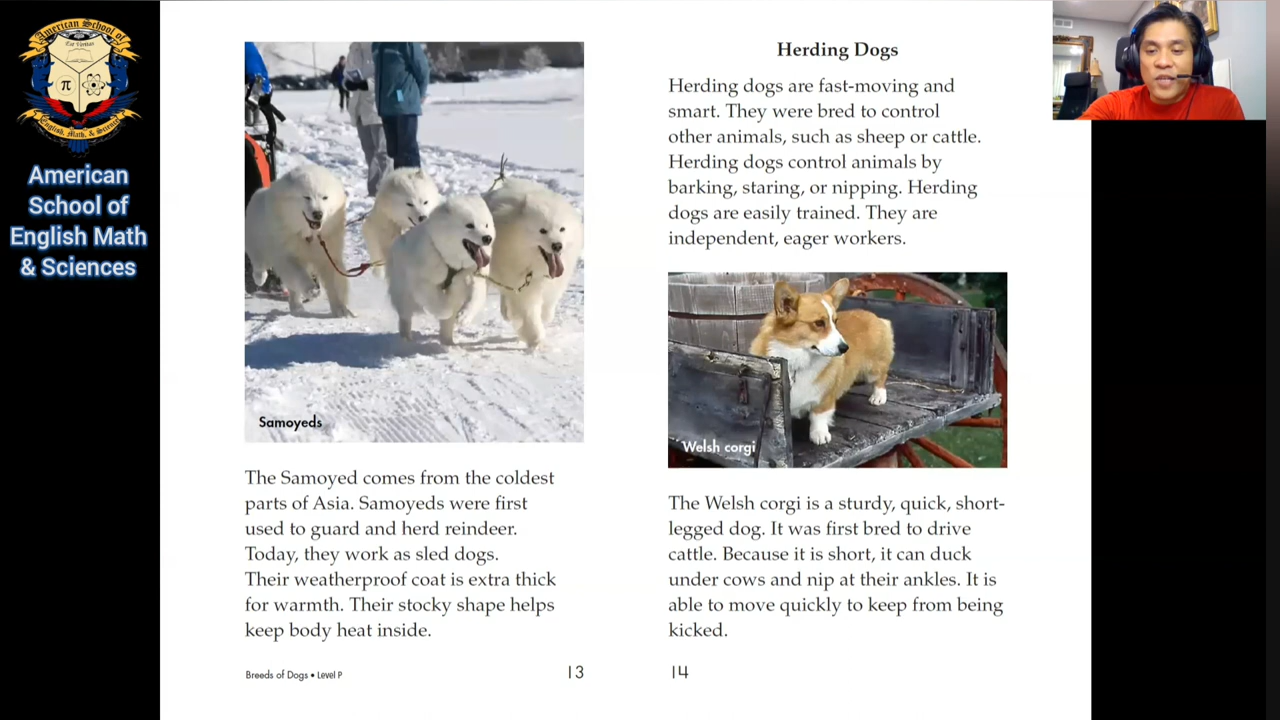 American School of
Fax Veritas
π
English, Math, & Sciences
American
School of
English Math
& Sciences
Samoyeds
The Samoyed comes from the coldest
parts of Asia. Samoyeds were first
used to guard and herd reindeer.
Today, they work as sled dogs.
Their weatherproof coat is extra thick
for warmth. Their stocky shape helps
keep body heat inside.
Breeds of Dogs • Level P
13
Herding Dogs
Herding dogs are fast-moving and
smart. They were bred to control
other animals, such as sheep or cattle.
Herding dogs control animals by
barking, staring, or nipping. Herding
dogs are easily trained. They are
independent, eager workers.
Welsh corgi
The Welsh corgi is a sturdy, quick, short-
legged dog. It was first bred to drive
cattle. Because it is short, it can duck
under cows and nip at their ankles. It is
able to move quickly to keep from being
kicked.
14